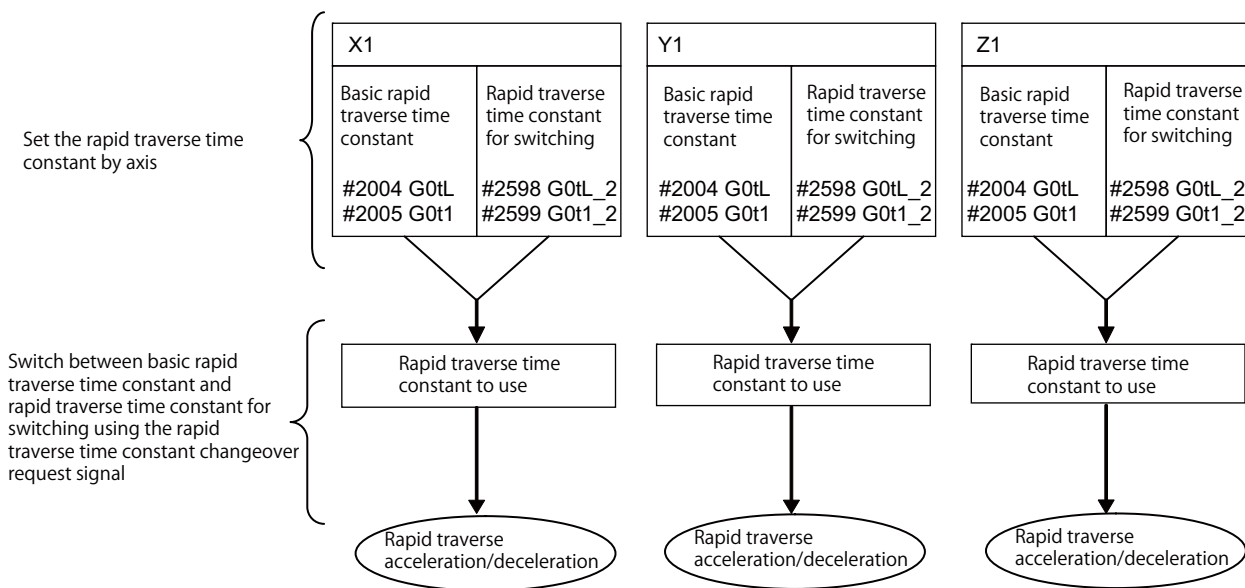 X1
Basic rapid
traverse time
constant
#2004 G0tL
#2005 G0t1
Rapid traverse
time constant
for switching
#2598 G0tL_2
#2599 G0t1_2
Y1
Basic rapid
traverse time
constant
#2004 G0tL
#2005 G0t1
Rapid traverse
time constant
for switching
#2598 G0tL_2
#2599 G0t1_2
Z1
Basic rapid
traverse time
constant
#2004 G0tL
#2005 G0t1
Rapid traverse
time constant
for switching
#2598 G0tL_2
#2599 G0t1_2
Set the rapid traverse time
constant by axis
Switch between basic rapid
traverse time constant and
rapid traverse time constant for
switching using the rapid
traverse time constant changeover
request signal
Rapid traverse time
constant to use
Rapid traverse time
constant to use
Rapid traverse time
constant to use
Rapid traverse
acceleration/deceleration
Rapid traverse
acceleration/deceleration
Rapid traverse
acceleration/deceleration